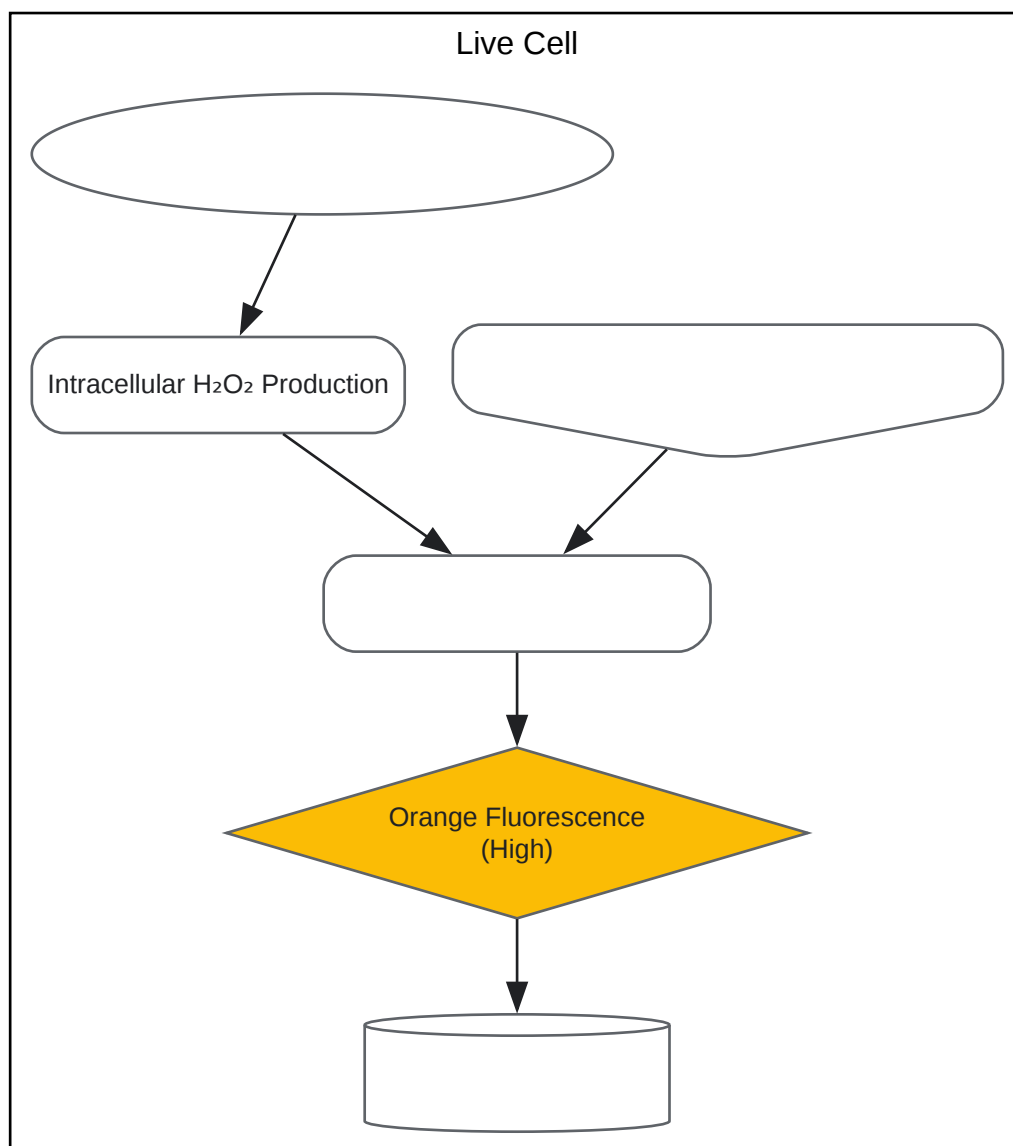 Live Cell
Intracellular H₂O₂ Production
Orange Fluorescence
(High)